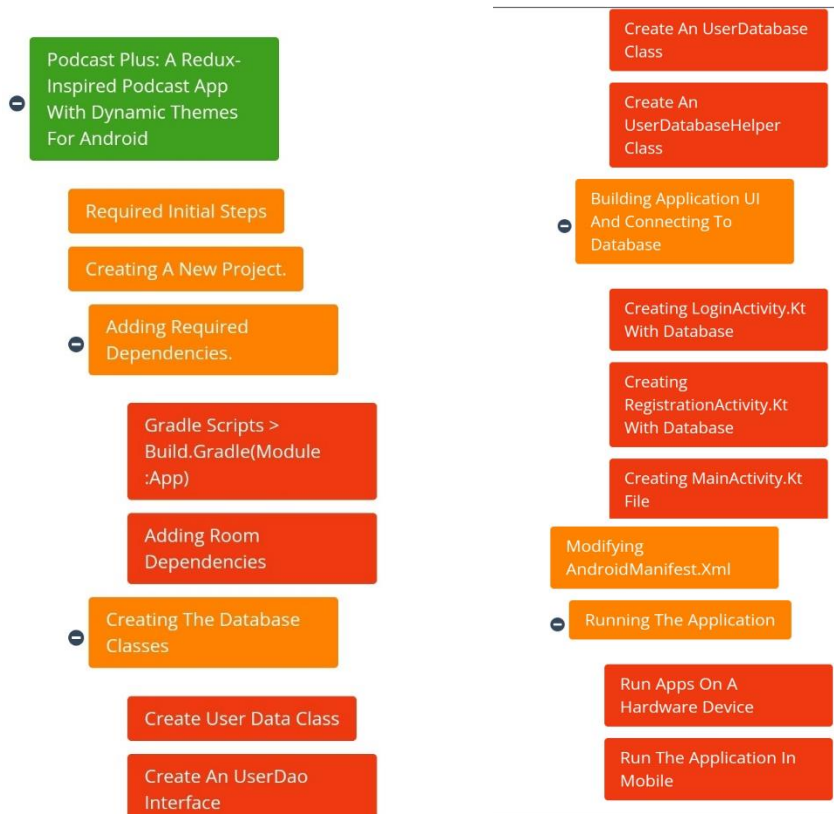 Podcast Plus: A Redux-
Inspired Podcast App
With Dynamic Themes
For Android
Required Initial Steps
Creating A New Project.
Adding Required
Dependencies.
Gradle Scripts >
Build.Gradle(Module
:App)
Adding Room
Dependencies
Creating The Database
Classes
Create User Data Class
Create An UserDao
Interface
Create An UserDatabase
Class
Create An
UserDatabaseHelper
Class
Building Application UI
And Connecting To
Database
Creating LoginActivity.Kt
With Database
Creating
RegistrationActivity.Kt
With Database
Creating MainActivity.Kt
File
Modifying
AndroidManifest.Xml
Running The Application
Run Apps On A
Hardware Device
Run The Application In
Mobile